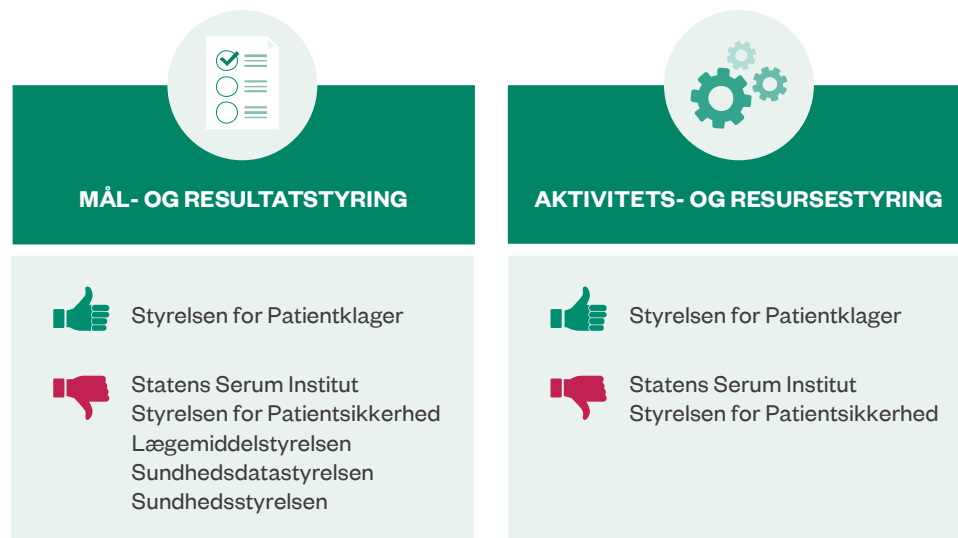 MÅL- OG RESULTATSTYRING
Styrelsen for Patientklager
Statens Serum Institut
Styrelsen for Patientsikkerhed
Lægemiddelstyrelsen
Sundhedsdatastyrelsen
Sundhedsstyrelsen
AKTIVITETS- OG RESURSESTYRING
Styrelsen for Patientklager
Statens Serum Institut
Styrelsen for Patientsikkerhed